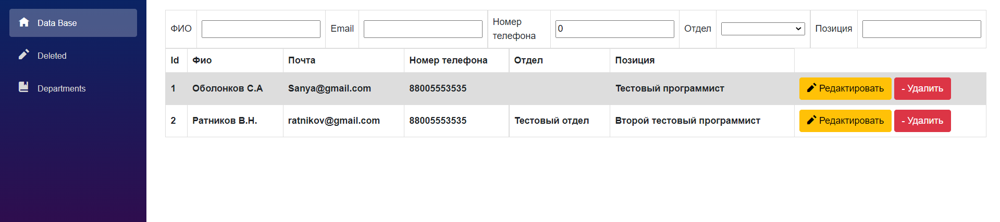 Data Base
Deleted
Departments
ФИО Email Номер телефона 0 Отдел Позиция
Id Фио Почта Номер телефона Отдел Позиция
1 Оболонков С.А Sanya@gmail.com 88005553535 Тестовый программист Редактировать - Удалить
2 Ратников В.Н. ratnikov@gmail.com 88005553535 Тестовый отдел Второй тестовый программист Редактировать - Удалить